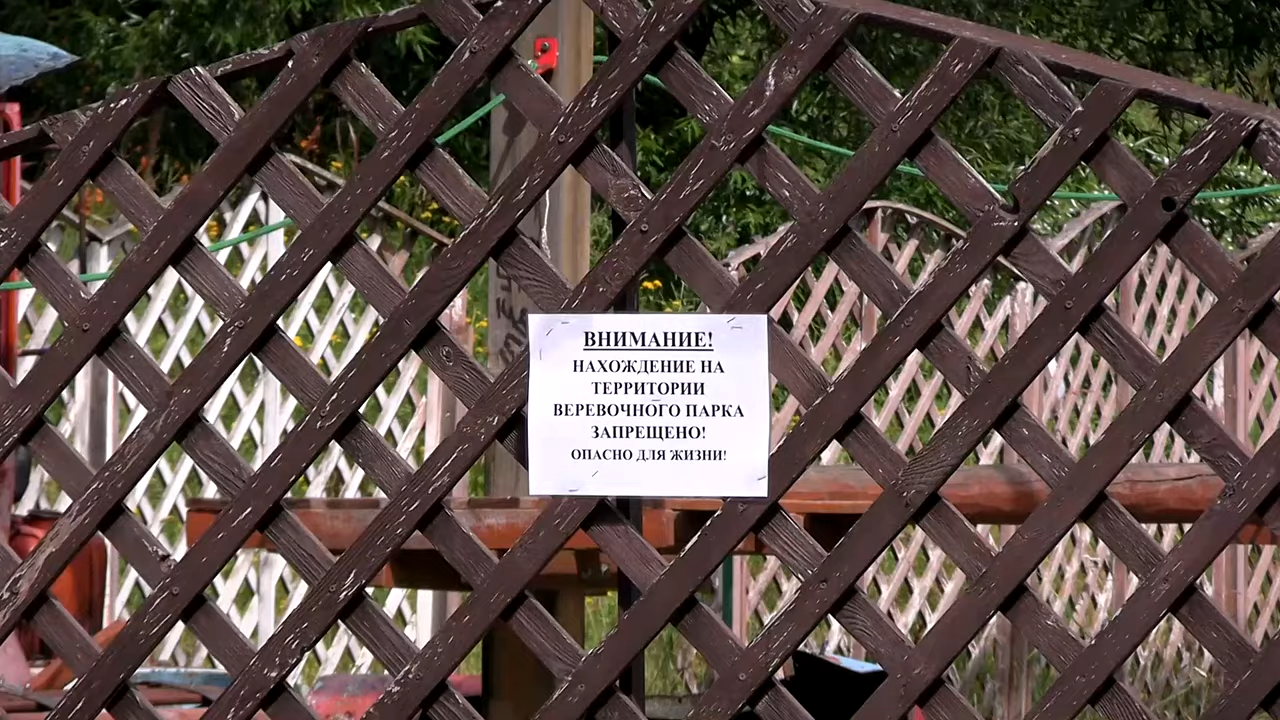 ВНИМАНИЕ!
НАХОЖДЕНИЕ НА
ТЕРРИТОРИИ
ВЕРЕВОЧНОГО ПАРКА
ЗАПРЕЩЕНО!
ОПАСНО ДЛЯ ЖИЗНИ!